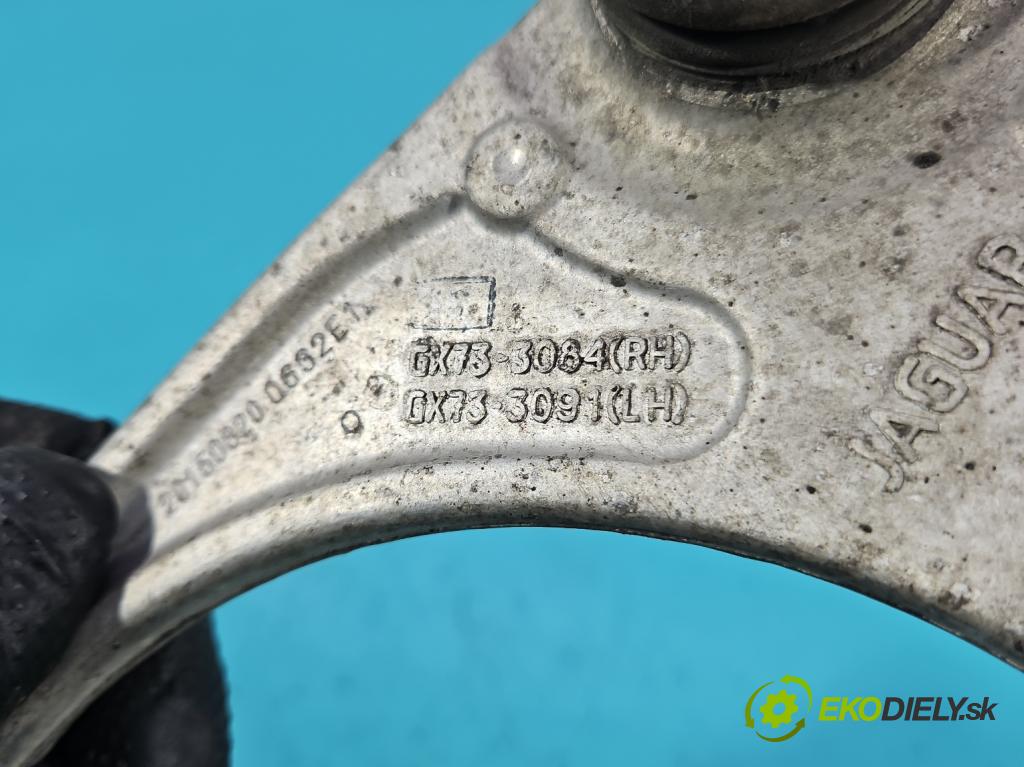 GX73-3084(RH)
GX73-3091(LH)
JAGUAR
EKODIELY.sk